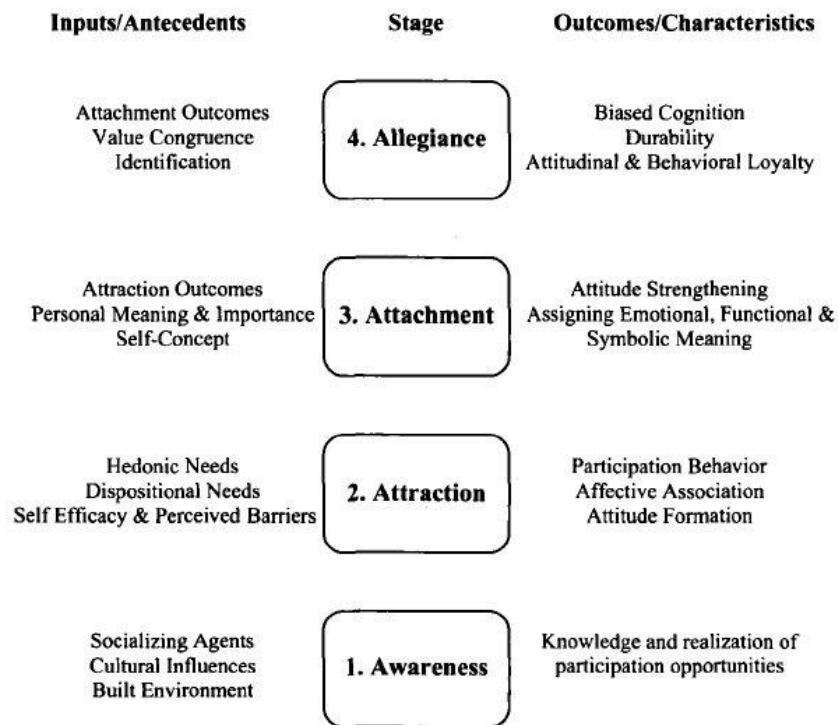 Inputs/Antecedents Stage Outcomes/Characteristics
Attachment Outcomes
Value Congruence
Identification
4. Allegiance
Biased Cognition
Durability
Attitudinal & Behavioral Loyalty
Attraction Outcomes
Personal Meaning & Importance
Self-Concept
3. Attachment
Attitude Strengthening
Assigning Emotional, Functional &
Symbolic Meaning
Hedonic Needs
Dispositional Needs
Self Efficacy & Perceived Barriers
2. Attraction
Participation Behavior
Affective Association
Attitude Formation
Socializing Agents
Cultural Influences
Built Environment
1. Awareness
Knowledge and realization of
participation opportunities